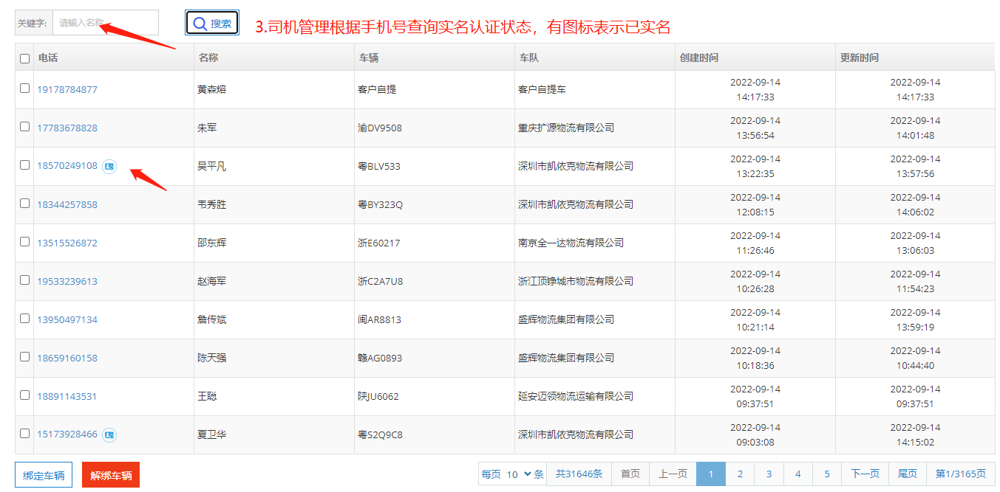 关键字: 请输入名称 搜索 3.司机管理根据手机号查询实名认证状态，有图标表示已实名
电话 名称 车辆 车队 创建时间 更新时间
19178784877 黄森熔 客户自提 客户自提车 2022-09-14 14:17:33 2022-09-14 14:17:33
17783678828 朱军 渝DV9508 重庆扩源物流有限公司 2022-09-14 13:56:54 2022-09-14 14:01:48
18570249108 吴平凡 粤BLV533 深圳市凯依克物流有限公司 2022-09-14 13:22:35 2022-09-14 13:57:56
18344257858 韦秀胜 粤BY323Q 深圳市凯依克物流有限公司 2022-09-14 12:08:15 2022-09-14 14:06:02
13515526872 邵东辉 浙E60217 南京全一达物流有限公司 2022-09-14 11:26:46 2022-09-14 13:06:03
19533239613 赵海军 浙C2A7U8 浙江顶铮城市物流有限公司 2022-09-14 10:26:28 2022-09-14 11:54:23
13950497134 詹传斌 闽AR8813 盛辉物流集团有限公司 2022-09-14 10:21:14 2022-09-14 13:59:19
18659160158 陈天强 赣AG0893 盛辉物流集团有限公司 2022-09-14 10:18:36 2022-09-14 10:44:40
18891143531 王聪 陕JU6062 延安迈领物流运输有限公司 2022-09-14 09:37:51 2022-09-14 09:37:51
15173928466 夏卫华 粤S2Q9C8 深圳市凯依克物流有限公司 2022-09-14 09:03:08 2022-09-14 14:15:02
绑定车辆 解绑车辆 每页 10 条 共31646条 首页 上一页 1 2 3 4 5 下一页 尾页 第1/3165页